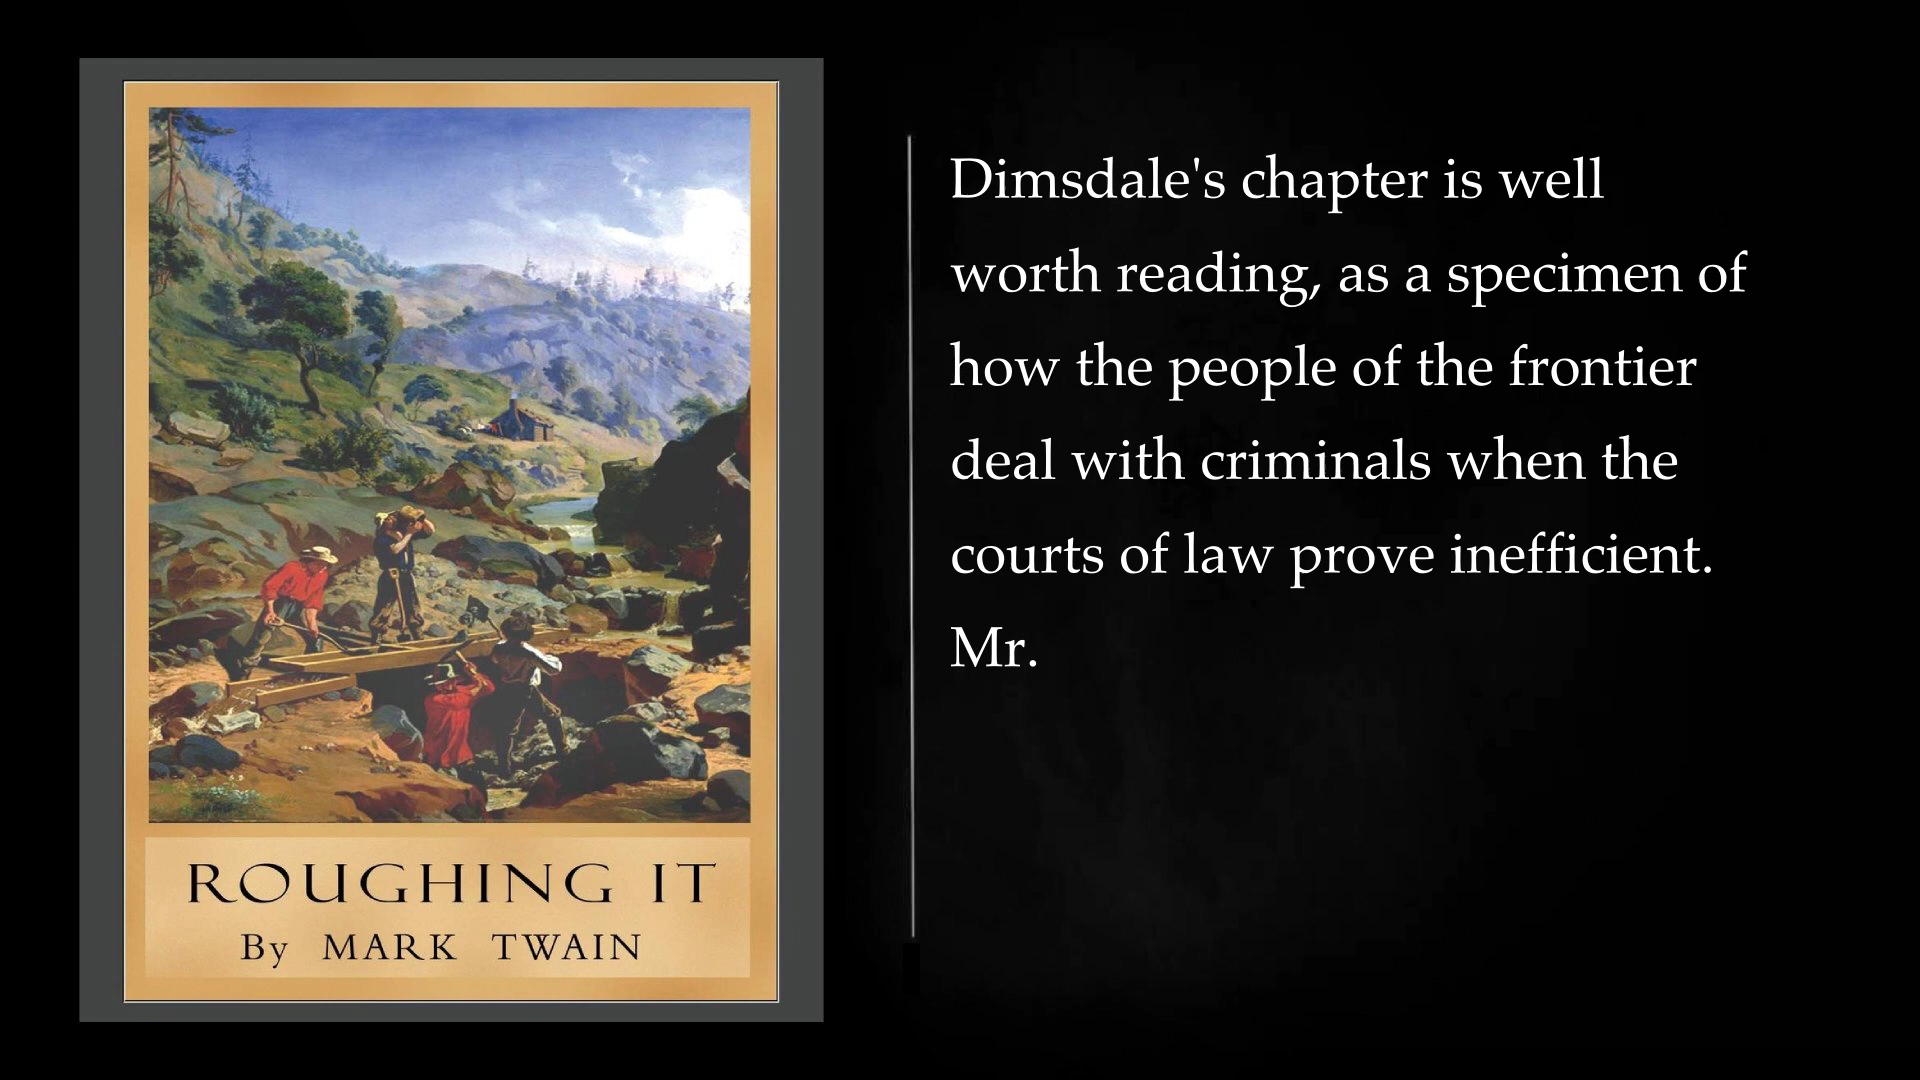 ROUGHING IT
By MARK TWAIN
Dimsdale's chapter is well
worth reading, as a specimen of
how the people of the frontier
deal with criminals when the
courts of law prove inefficient.
Mr.